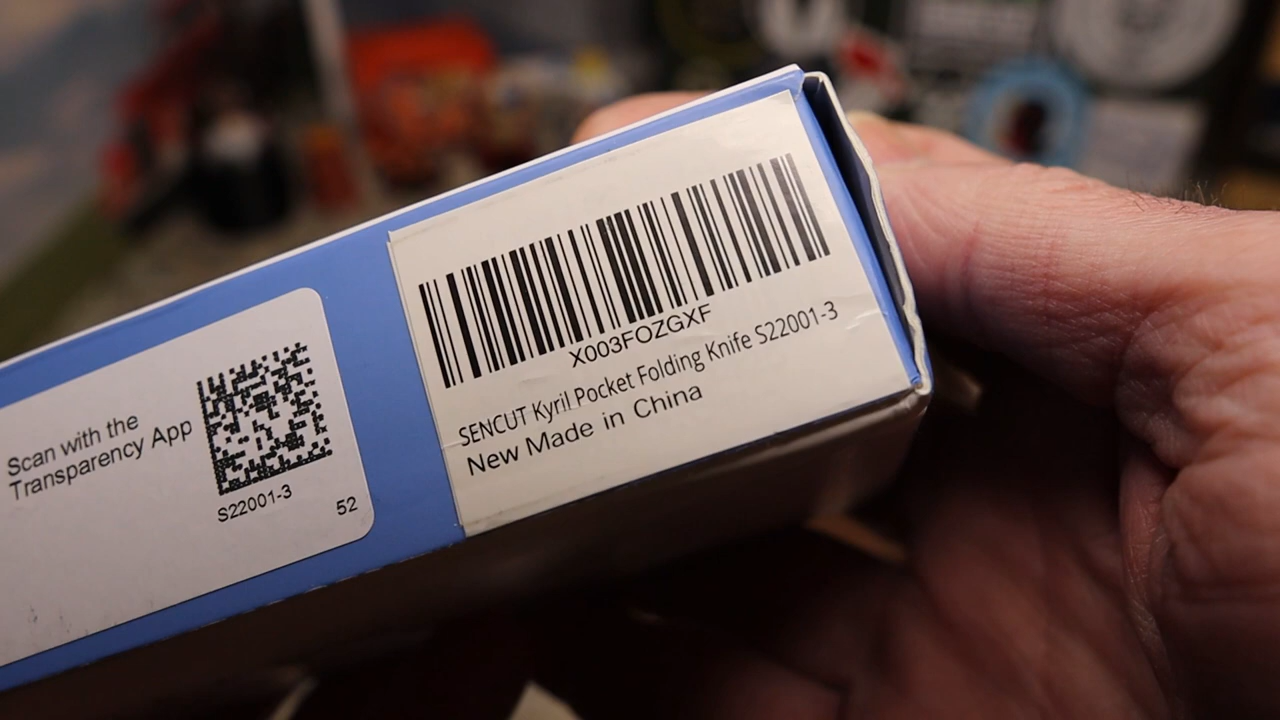 Scan with the
Transparency App
S22001-3
52
X003FOZGXF
SENCUT Kyril Pocket Folding Knife S22001-3
New Made in China